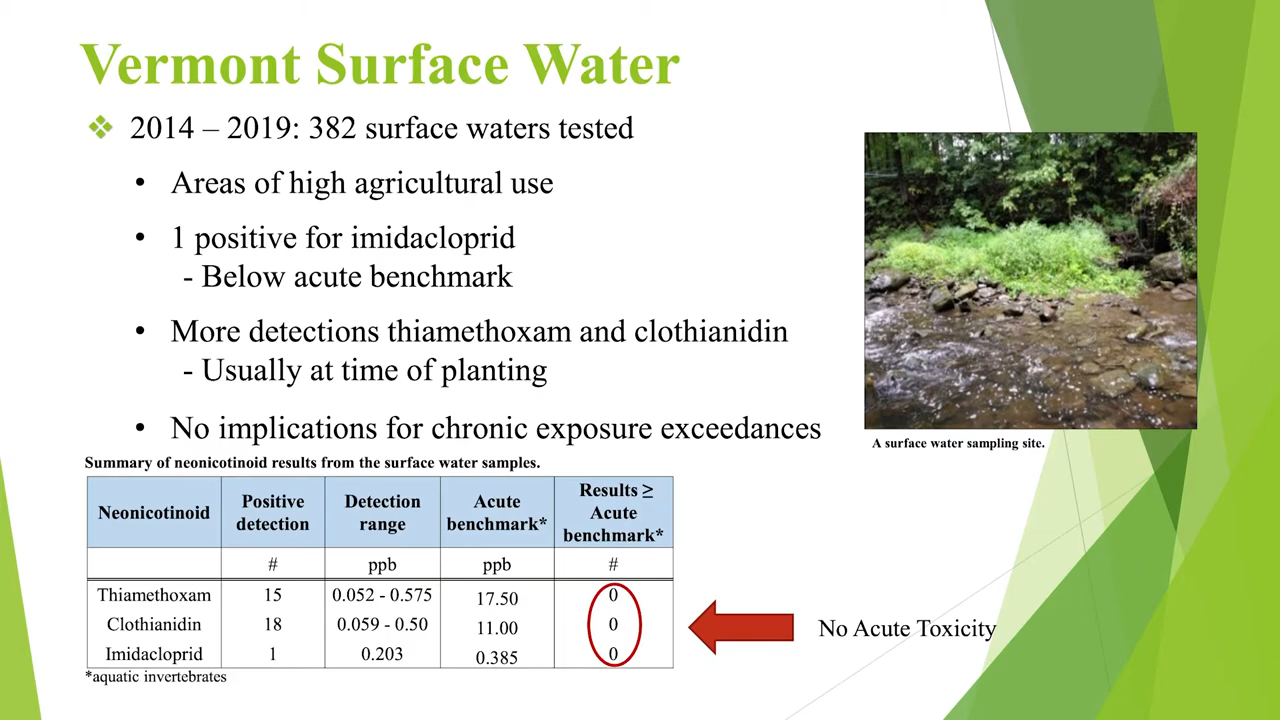 Vermont Surface Water
❖ 2014 – 2019: 382 surface waters tested
• Areas of high agricultural use
• 1 positive for imidacloprid
- Below acute benchmark
• More detections thiamethoxam and clothianidin
- Usually at time of planting
• No implications for chronic exposure exceedances
A surface water sampling site.
Summary of neonicotinoid results from the surface water samples.
Neonicotinoid | Positive detection | Detection range | Acute benchmark* | Results ≥ Acute benchmark*
# | ppb | ppb | #
Thiamethoxam | 15 | 0.052 - 0.575 | 17.50 | 0
Clothianidin | 18 | 0.059 - 0.50 | 11.00 | 0
Imidacloprid | 1 | 0.203 | 0.385 | 0
*aquatic invertebrates
No Acute Toxicity